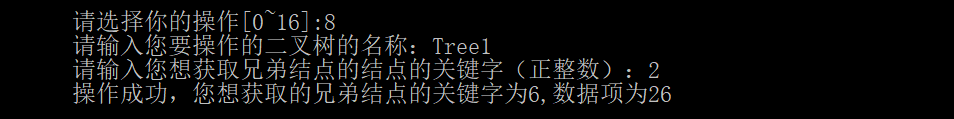 请选择你的操作[0~16]:8
请输入您要操作的二叉树的名称：Tree1
请输入您想获取兄弟结点的结点的关键字（正整数）：2
操作成功，您想获取的兄弟结点的关键字为6,数据项为26